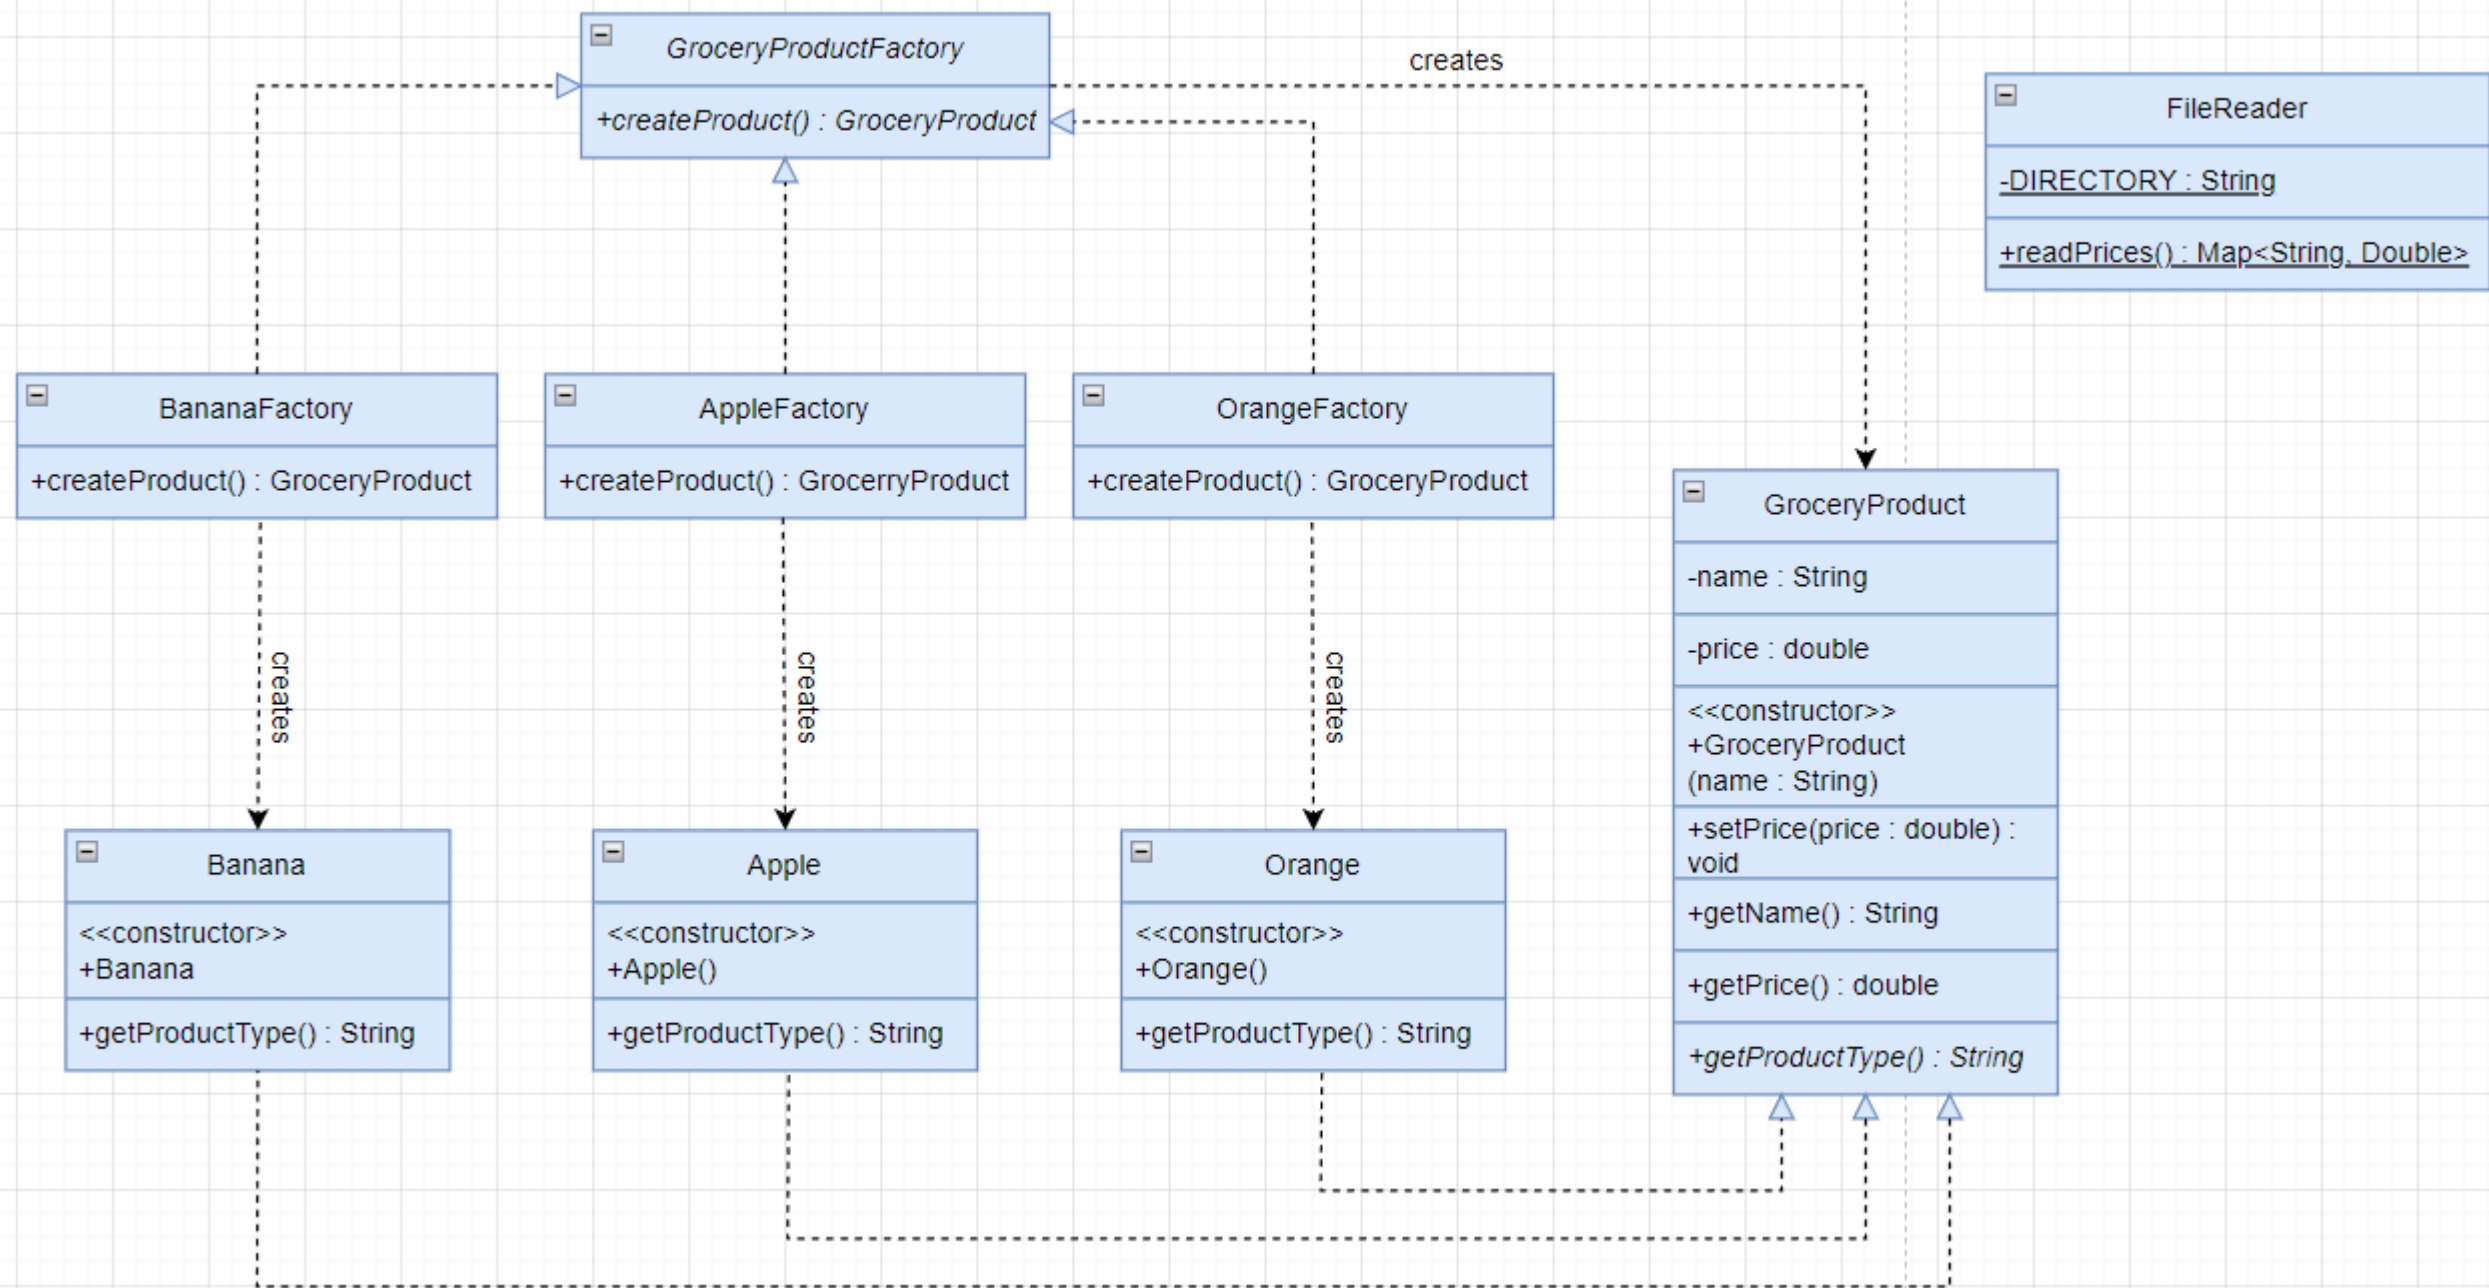 GroceryProductFactory
+createProduct() : GroceryProduct
creates
FileReader
-DIRECTORY : String
+readPrices() : Map<String, Double>
BananaFactory
+createProduct() : GroceryProduct
AppleFactory
+createProduct() : GrocerryProduct
OrangeFactory
+createProduct() : GroceryProduct
creates
creates
creates
GroceryProduct
-name : String
-price : double
<<constructor>>
+GroceryProduct
(name : String)
+setPrice(price : double) :
void
+getName() : String
+getPrice() : double
+getProductType() : String
Banana
<<constructor>>
+Banana
+getProductType() : String
Apple
<<constructor>>
+Apple()
+getProductType() : String
Orange
<<constructor>>
+Orange()
+getProductType() : String